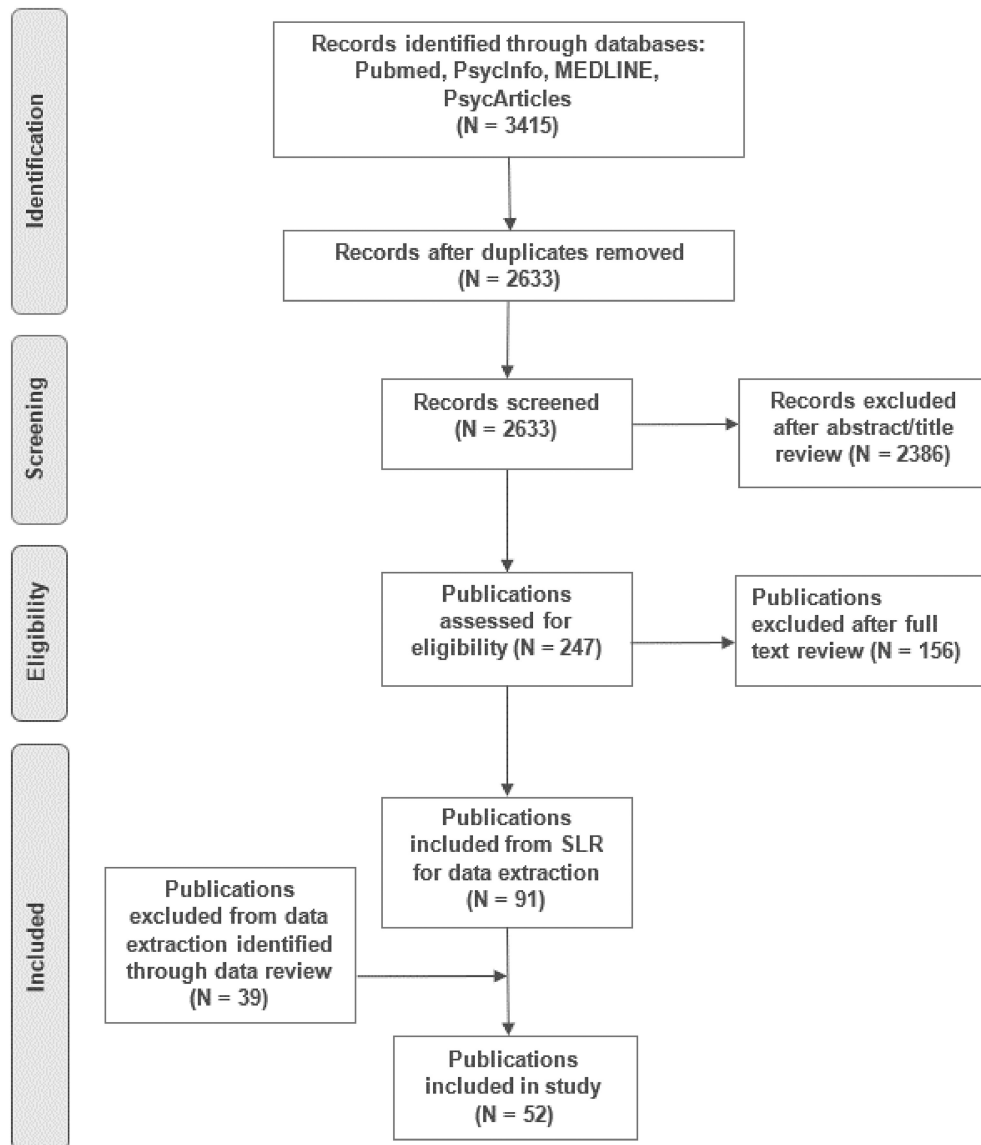 Identification
Records identified through databases:
Pubmed, PsycInfo, MEDLINE,
PsycArticles
(N = 3415)
Records after duplicates removed
(N = 2633)
Screening
Records screened
(N = 2633)
Records excluded
after abstract/title
review (N = 2386)
Eligibility
Publications
assessed for
eligibility (N = 247)
Publications
excluded after full
text review (N = 156)
Included
Publications
included from SLR
for data extraction
(N = 91)
Publications
excluded from data
extraction identified
through data review
(N = 39)
Publications
included in study
(N = 52)